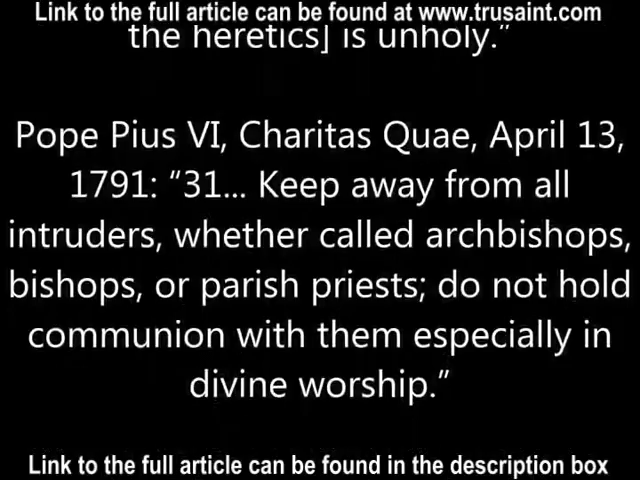 Link to the full article can be found at www.trusaint.com
the heretics] is unholy.”
Pope Pius VI, Charitas Quae, April 13,
1791: “31... Keep away from all
intruders, whether called archbishops,
bishops, or parish priests; do not hold
communion with them especially in
divine worship.”
Link to the full article can be found in the description box